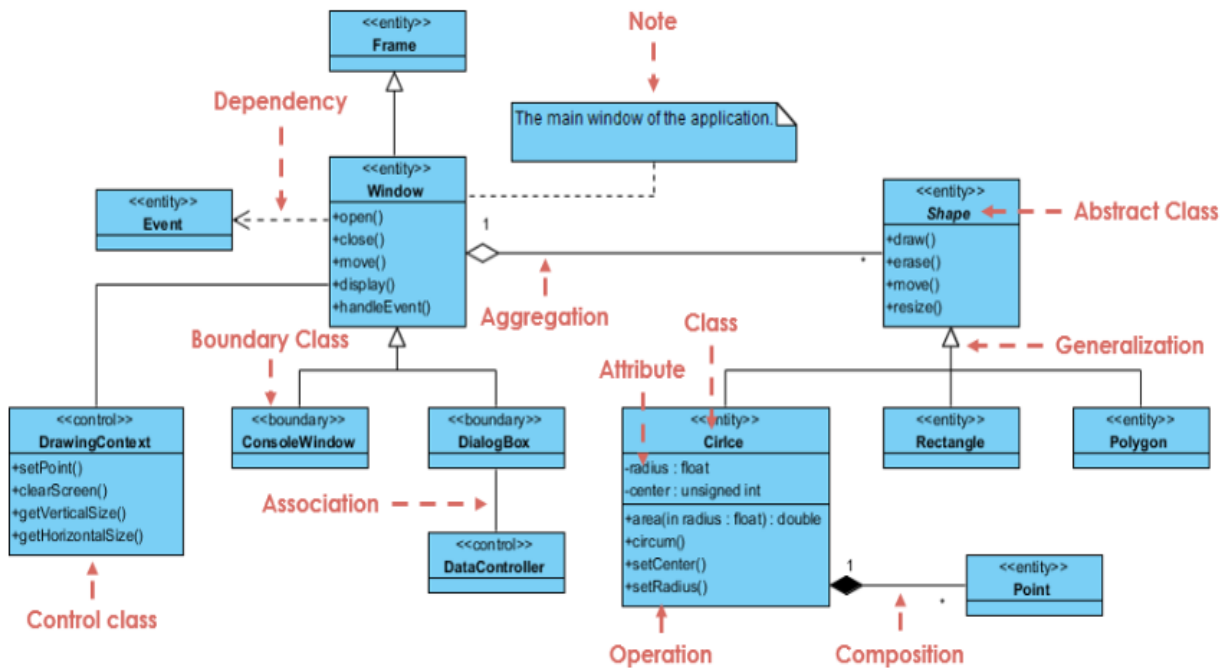 <<entity>>
Frame
Note
Dependency
The main window of the application.
<<entity>>
Window
+open()
+close()
+move()
+display()
+handleEvent()
<<entity>>
Event
1
*
<<entity>>
Shape
+draw()
+erase()
+move()
+resize()
Abstract Class
Aggregation
Boundary Class
Class
Generalization
Attribute
<<control>>
DrawingContext
+setPoint()
+clearScreen()
+getVerticalSize()
+getHorizontalSize()
<<boundary>>
ConsoleWindow
<<boundary>>
DialogBox
<<entity>>
Cirlce
-radius : float
-center : unsigned int
+area(in radius : float) : double
+circum()
+setCenter()
+setRadius()
<<entity>>
Rectangle
<<entity>>
Polygon
Association
<<control>>
DataController
1
*
<<entity>>
Point
Control class
Operation
Composition